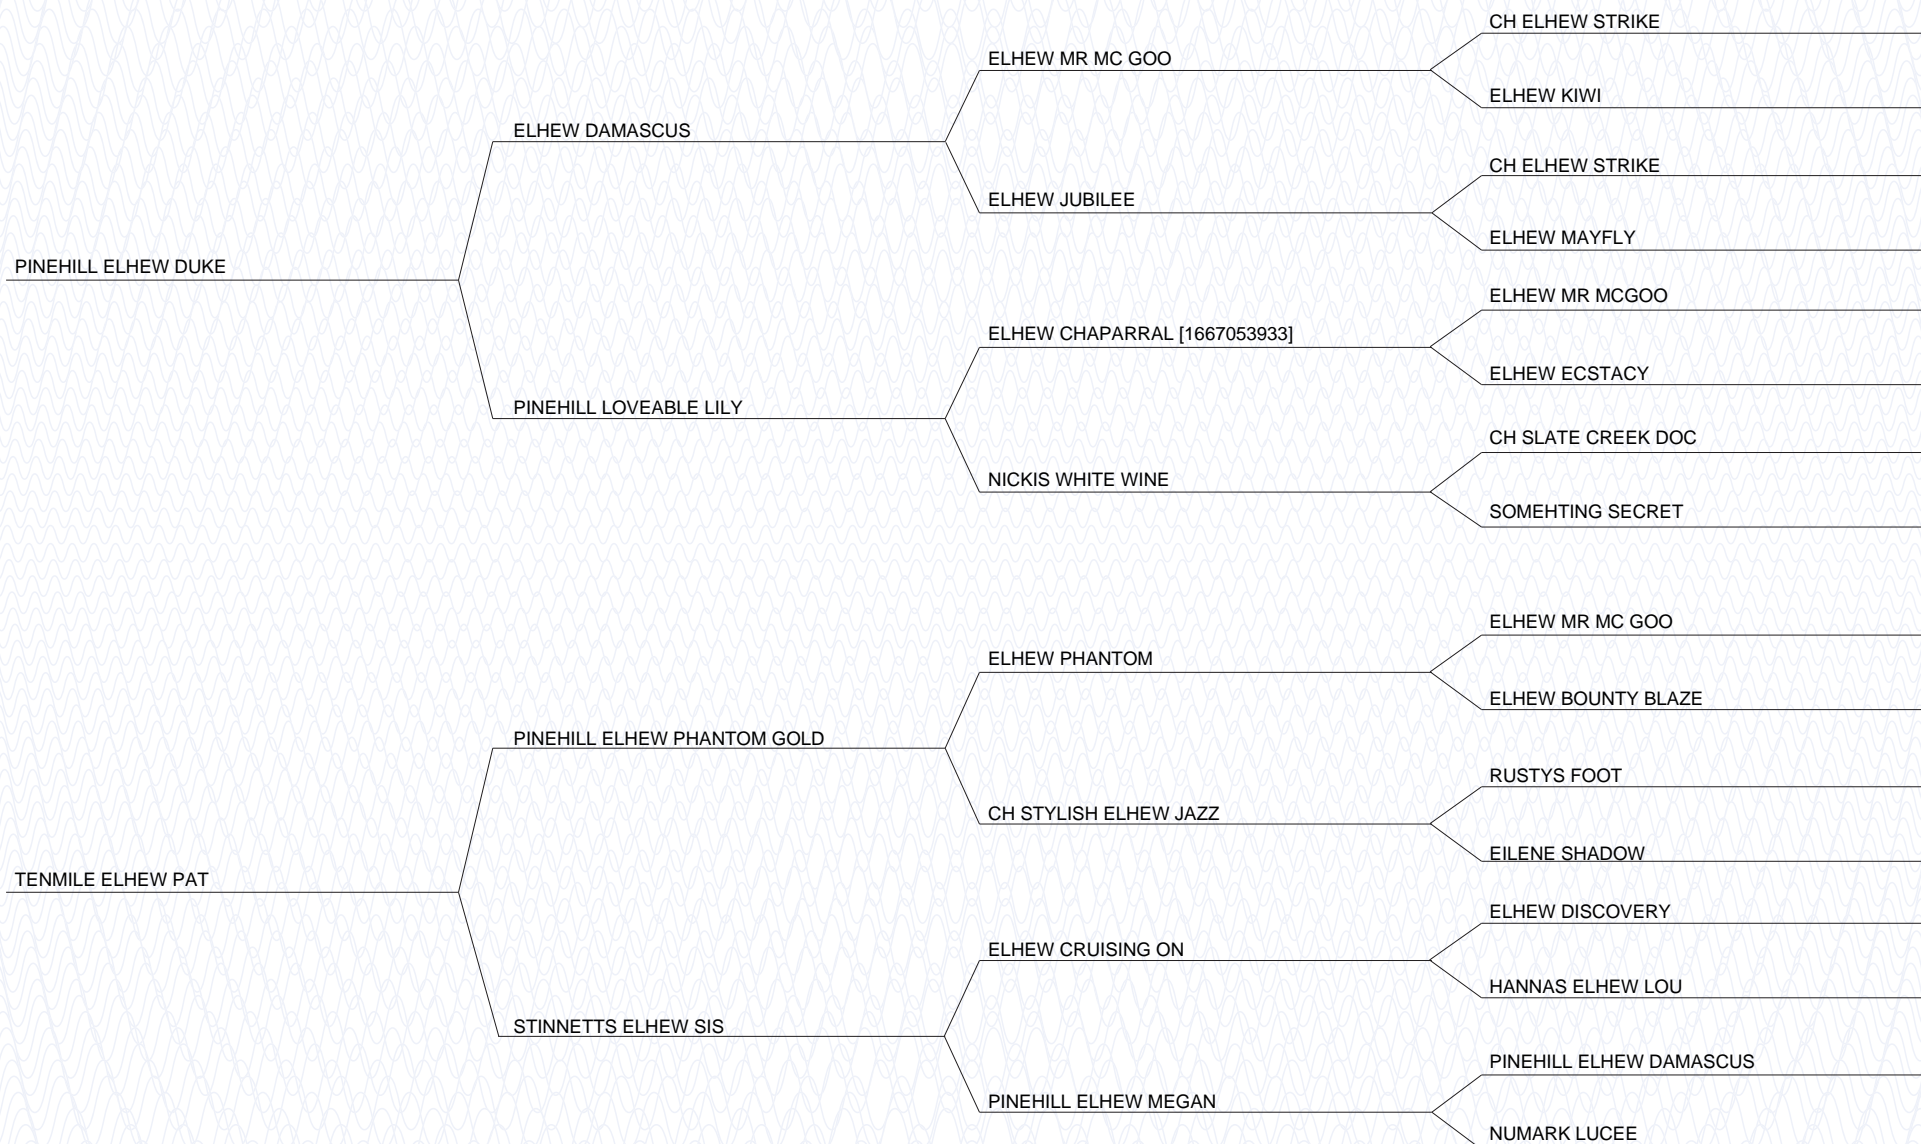 CH ELHEW STRIKE
ELHEW MR MC GOO
ELHEW KIWI
ELHEW DAMASCUS
CH ELHEW STRIKE
ELHEW JUBILEE
ELHEW MAYFLY
PINEHILL ELHEW DUKE
ELHEW MR MCGOO
ELHEW CHAPARRAL [1667053933]
ELHEW ECSTACY
PINEHILL LOVEABLE LILY
CH SLATE CREEK DOC
NICKIS WHITE WINE
SOMEHTING SECRET
ELHEW MR MC GOO
ELHEW PHANTOM
ELHEW BOUNTY BLAZE
PINEHILL ELHEW PHANTOM GOLD
RUSTYS FOOT
CH STYLISH ELHEW JAZZ
EILENE SHADOW
TENMILE ELHEW PAT
ELHEW DISCOVERY
ELHEW CRUISING ON
HANNAS ELHEW LOU
STINNETTS ELHEW SIS
PINEHILL ELHEW DAMASCUS
PINEHILL ELHEW MEGAN
NUMARK LUCEE